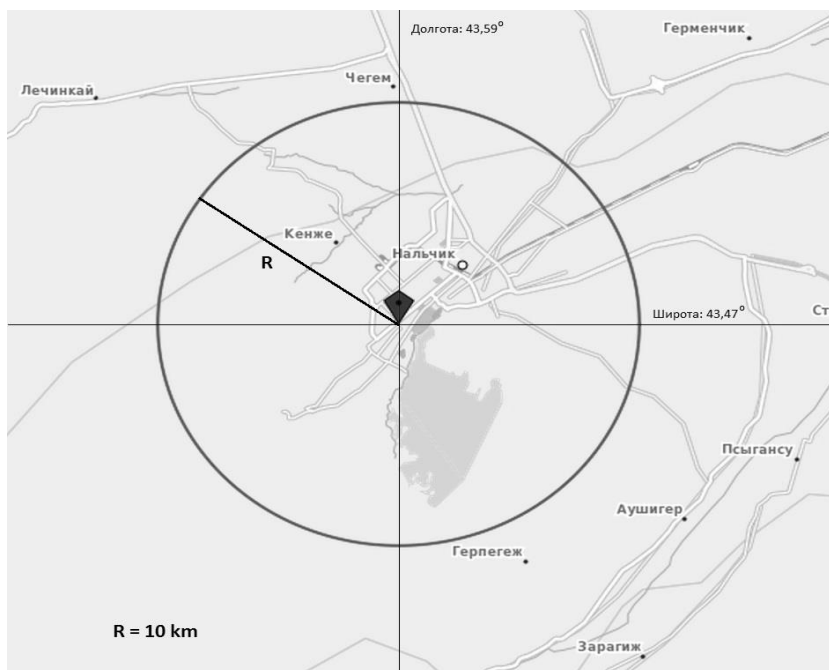 Долгота: 43,59°
Герменчик
Чегем
Лечинкай
Кенже
Нальчик
R
Широта: 43,47°
Ст
Псыгансу
Аушигер
Герпегеж
R = 10 km
Зарагиж